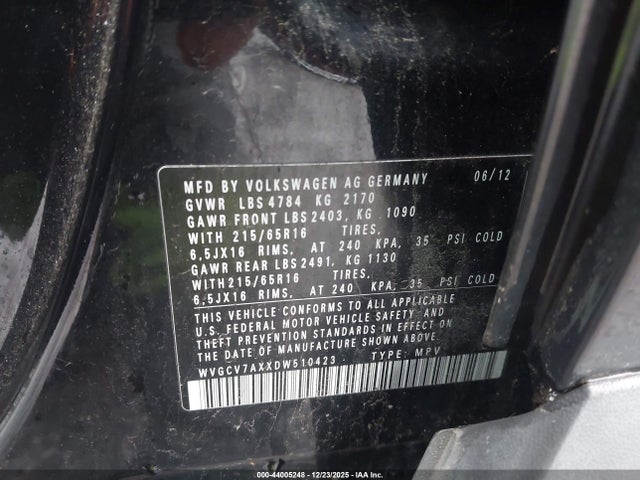 MFD BY VOLKSWAGEN AG GERMANY 06/12
GVWR LBS 4784 KG 2170
GAWR FRONT LBS 2403, KG 1090
WITH 215/65R16 TIRES.
6,5JX16 RIMS, AT 240 KPA, 35 PSI COLD
GAWR REAR LBS 2491, KG 1130
WITH 215/65R16 TIRES.
6,5JX16 RIMS, AT 240 KPA, 35 PSI COLD
THIS VEHICLE CONFORMS TO ALL APPLICABLE
U.S. FEDERAL MOTOR VEHICLE SAFETY AND
THEFT PREVENTION STANDARDS IN EFFECT ON
THE DATE OF MANUFACTURE SHOWN ABOVE.
WVGCV7AXXDW510423 TYPE: MPV
000-44005248 - 12/23/2025 - IAA Inc.